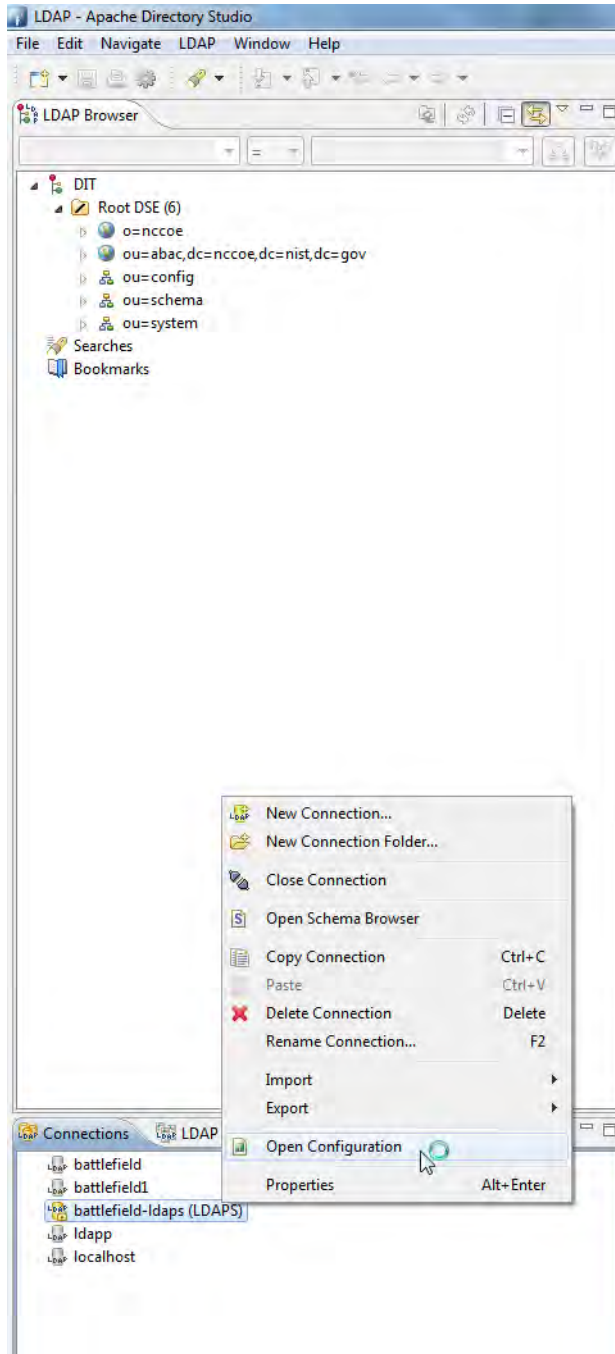 LDAP - Apache Directory Studio
File Edit Navigate LDAP Window Help
LDAP Browser
=
DIT
Root DSE (6)
o=nccoe
ou=abac,dc=nccoe,dc=nist,dc=gov
ou=config
ou=schema
ou=system
Searches
Bookmarks
New Connection...
New Connection Folder...
Close Connection
Open Schema Browser
Copy Connection Ctrl+C
Paste Ctrl+V
Delete Connection Delete
Rename Connection... F2
Import
Export
Open Configuration
Properties Alt+Enter
Connections LDAP
battlefield
battlefield1
battlefield-ldaps (LDAPS)
ldapp
localhost